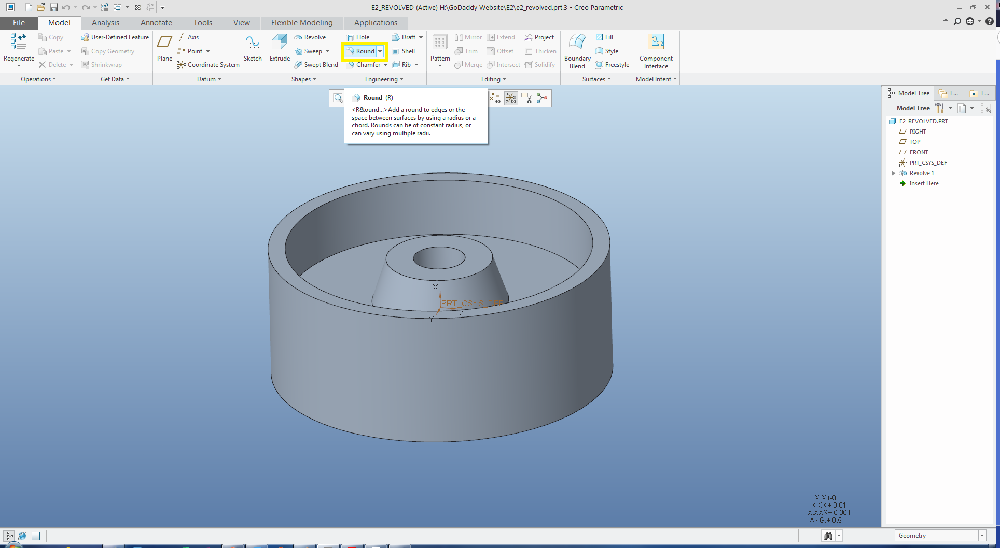 E2_REVOLVED (Active) H:\GoDaddy Website\E2\e2_revolved.prt.3 - Creo Parametric
File Model Analysis Annotate Tools View Flexible Modeling Applications
Regenerate
Copy
Paste
Delete
Operations
User-Defined Feature
Copy Geometry
Shrinkwrap
Get Data
Plane
Axis
Point
Coordinate System
Sketch
Datum
Extrude
Revolve
Sweep
Swept Blend
Shapes
Hole
Round
Chamfer
Draft
Shell
Rib
Engineering
Pattern
Mirror
Trim
Merge
Extend
Offset
Intersect
Project
Thicken
Solidify
Editing
Boundary
Blend
Fill
Style
Freestyle
Surfaces
Component
Interface
Model Intent
Round (R)
<R&ound...>Add a round to edges or the
space between surfaces by using a radius or a
chord. Rounds can be of constant radius, or
can vary using multiple radii.
X
PRT_CSYS_DEF
Z
Y
X.X+-0.1
X.XX+-0.01
X.XXX+-0.001
ANG.+-0.5
Model Tree F... F...
Model Tree
E2_REVOLVED.PRT
RIGHT
TOP
FRONT
PRT_CSYS_DEF
Revolve 1
Insert Here
Geometry